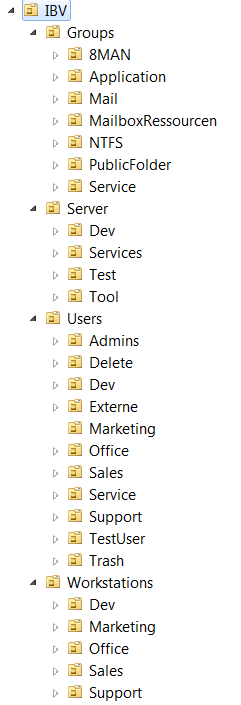 IBV
Groups
8MAN
Application
Mail
MailboxRessourcen
NTFS
PublicFolder
Service
Server
Dev
Services
Test
Tool
Users
Admins
Delete
Dev
Externe
Marketing
Office
Sales
Service
Support
TestUser
Trash
Workstations
Dev
Marketing
Office
Sales
Support